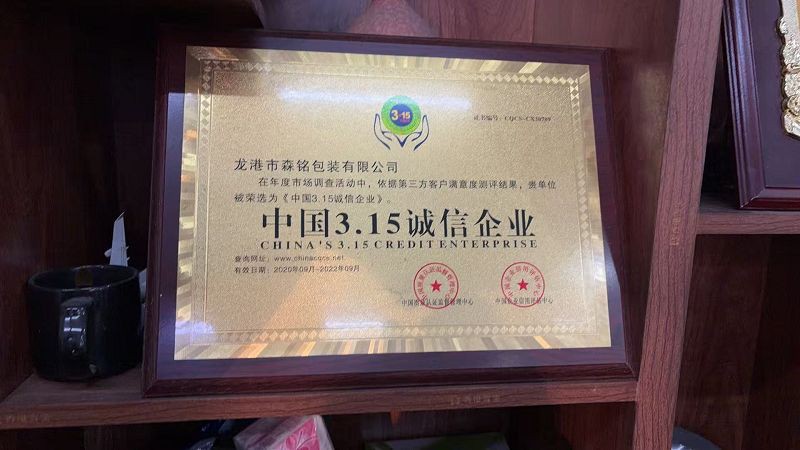 3·15
证书编号：CQCS-CX30789
龙港市森铭包装有限公司
在年度市场调查活动中，依据第三方客户满意度测评结果，贵单位
被荣选为《中国3.15诚信企业》。
中国3.15诚信企业
CHINA'S 3.15 CREDIT ENTERPRISE
查询网址：www.chinacqcs.net
有效日期：2020年09月-2022年09月